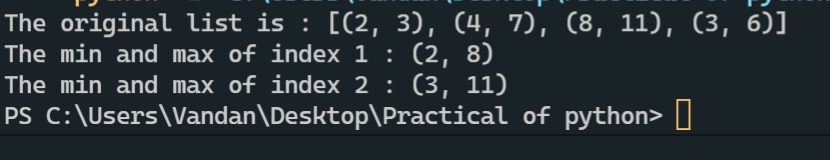 The original list is : [(2, 3), (4, 7), (8, 11), (3, 6)]
The min and max of index 1 : (2, 8)
The min and max of index 2 : (3, 11)
PS C:\Users\Vandan\Desktop\Practical of python>